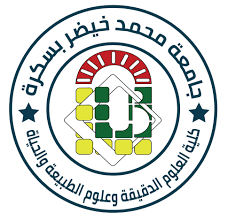 جامعة محمد خيضر بسكرة
كلية العلوم الدقيقة وعلوم الطبيعة والحياة